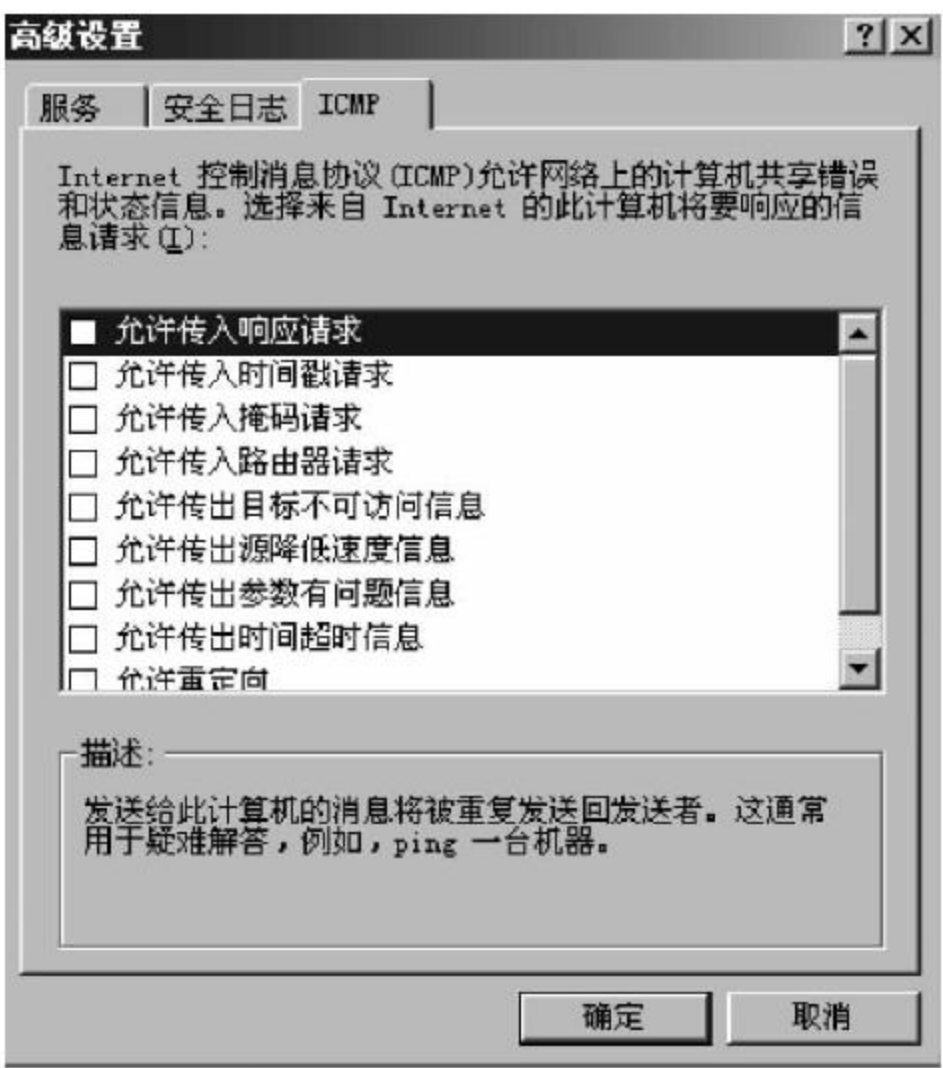 高级设置
服务 安全日志 ICMP
Internet 控制消息协议(ICMP)允许网络上的计算机共享错误
和状态信息。选择来自 Internet 的此计算机将要响应的信
息请求(I):
允许传入响应请求
允许传入时间戳请求
允许传入掩码请求
允许传入路由器请求
允许传出目标不可访问信息
允许传出源降低速度信息
允许传出参数有问题信息
允许传出时间超时信息
允许重定向
描述:
发送给此计算机的消息将被重复发送回发送者。这通常
用于疑难解答，例如，ping 一台机器。
确定 取消